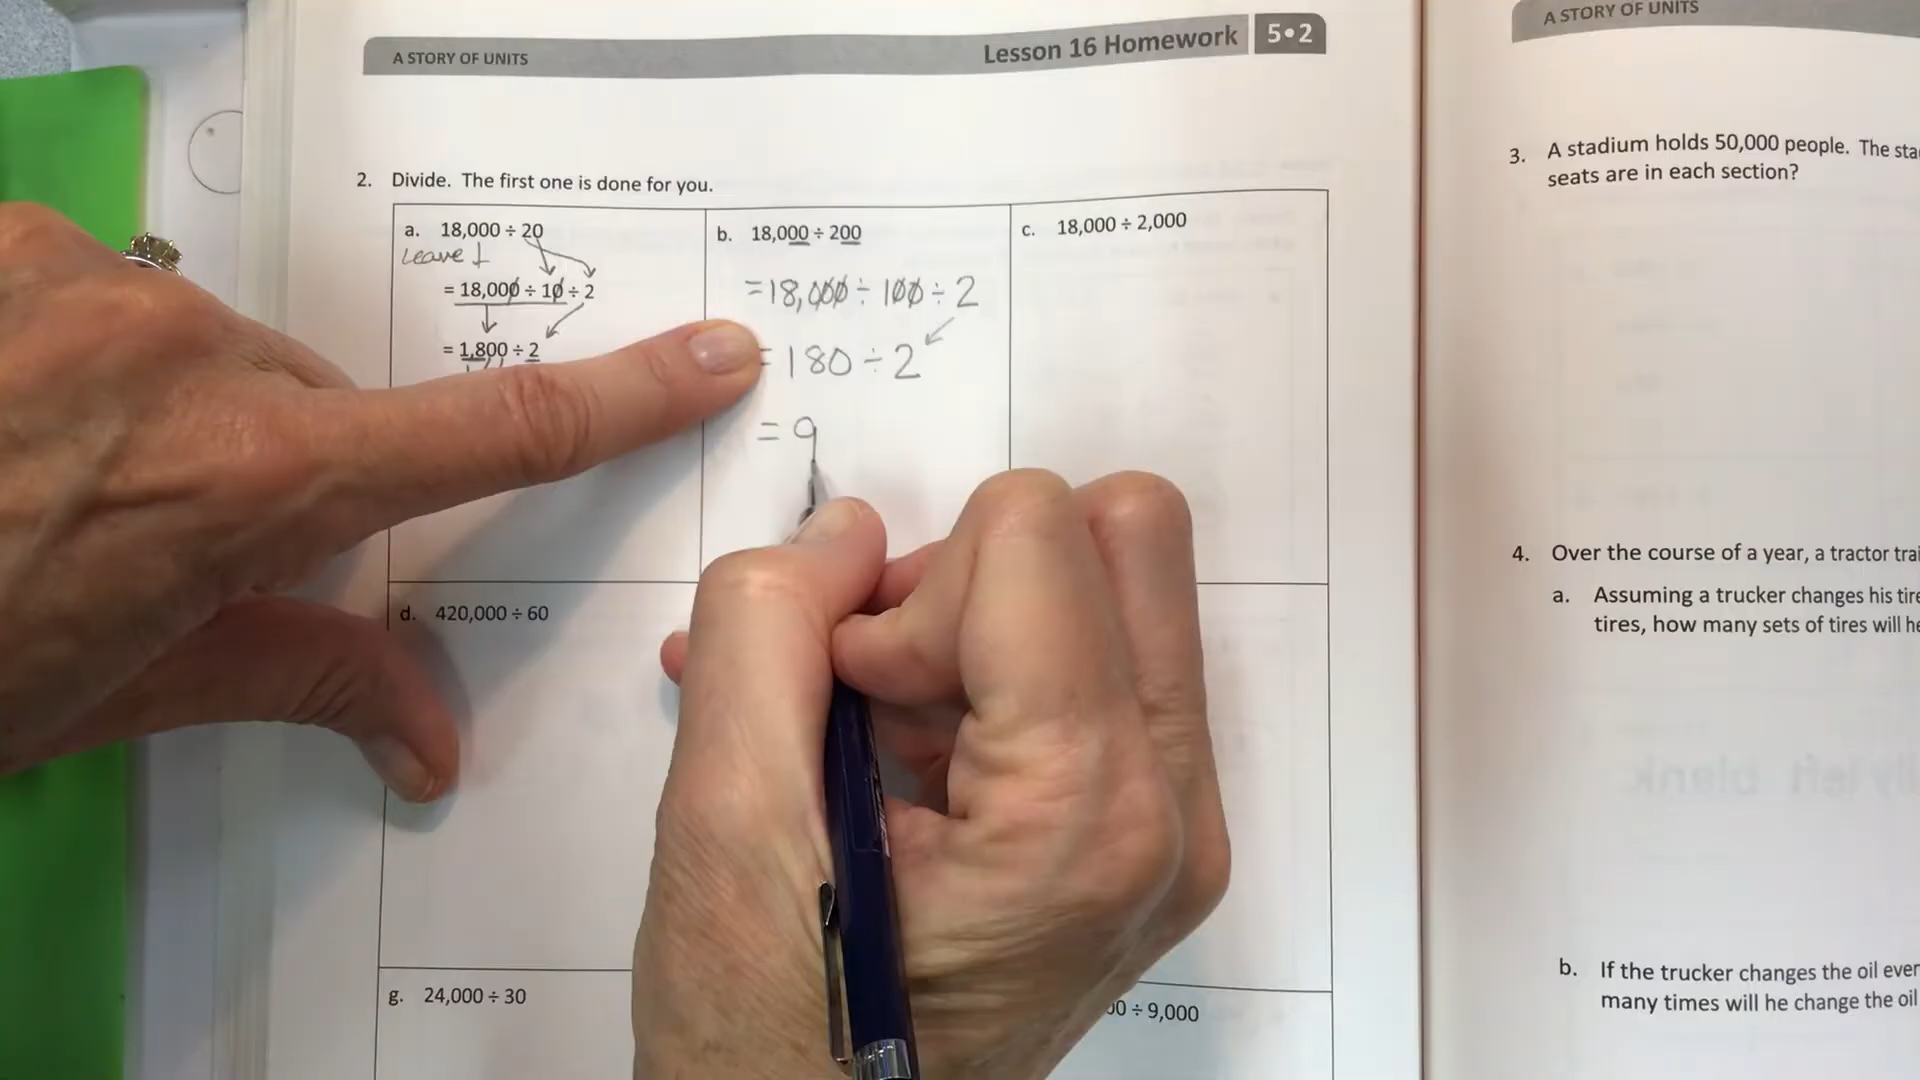 A STORY OF UNITS
Lesson 16 Homework 5•2
2. Divide. The first one is done for you.
a. 18,000 ÷ 20
Leave 1
= 18,000 ÷ 10 ÷ 2
= 1,800 ÷ 2
b. 18,000 ÷ 200
= 18,000 ÷ 100 ÷ 2
= 180 ÷ 2
= 9
c. 18,000 ÷ 2,000
d. 420,000 ÷ 60
g. 24,000 ÷ 30
00 ÷ 9,000
A STORY OF UNITS
3. A stadium holds 50,000 people. The
seats are in each section?
4. Over the course of a year, a tractor
a. Assuming a trucker changes his
tires, how many sets of tires will
b. If the trucker changes the oil
many times will he change the oil